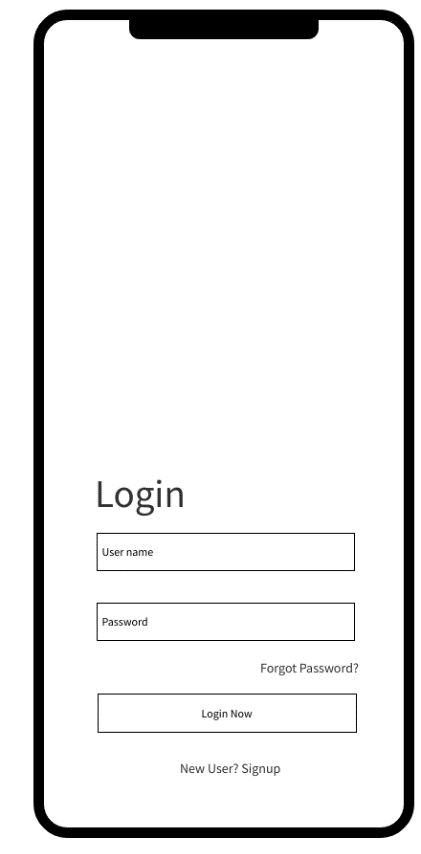 Login
User name
Password
Forgot Password?
Login Now
New User? Signup